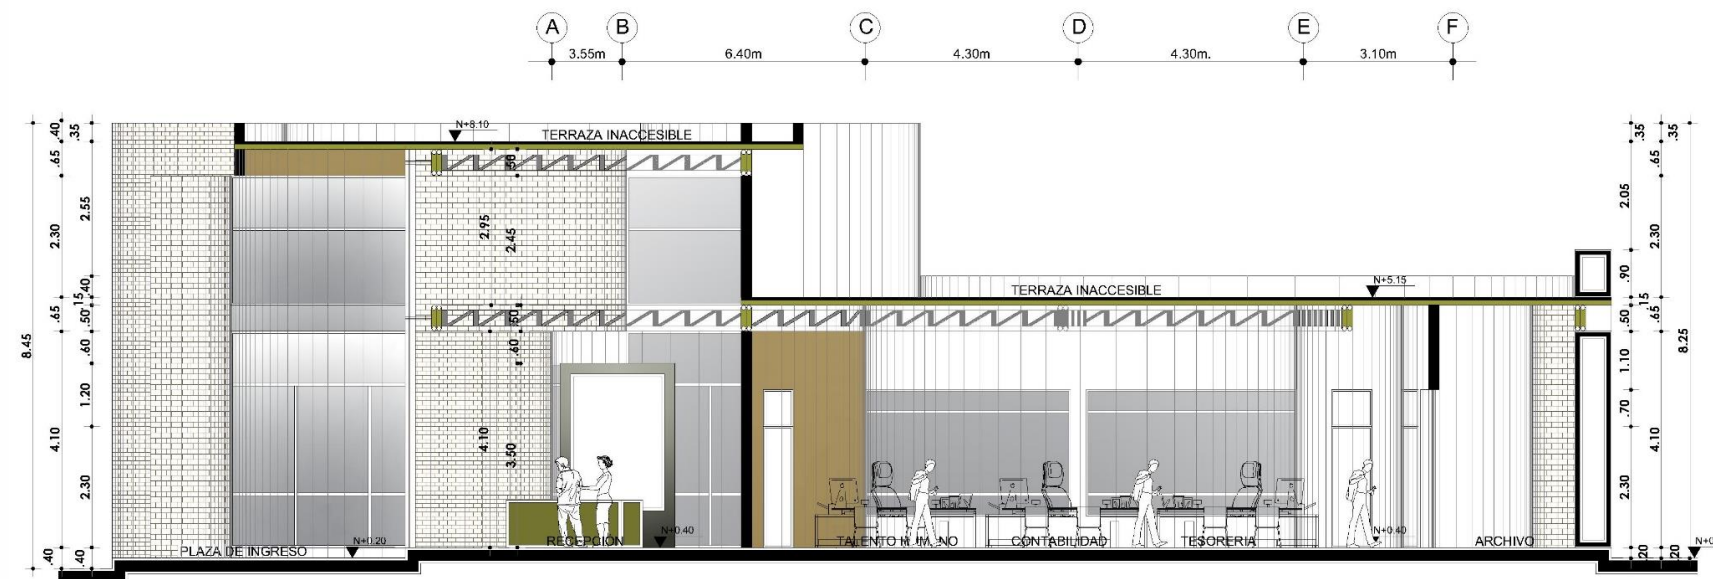 A B C D E F
3.55m 6.40m 4.30m 4.30m. 3.10m
N+8.10
TERRAZA INACCESIBLE
N+5.15
TERRAZA INACCESIBLE
.40 .35
.65
2.55
2.30
.40
.15
.65 .50
.60
1.20
4.10
2.30
.40 .40
8.45
.50
2.95 2.45
.50
.60
4.10 3.50
.35 .35
.65
2.05
2.30
.90
.15
.50 .65
1.10
.70
4.10
2.30
.20 .20
8.25
N+0.20
PLAZA DE INGRESO
N+0.40
RECEPCIÓN
CONTABILIDAD
TESORERIA
N+0.40
ARCHIVO